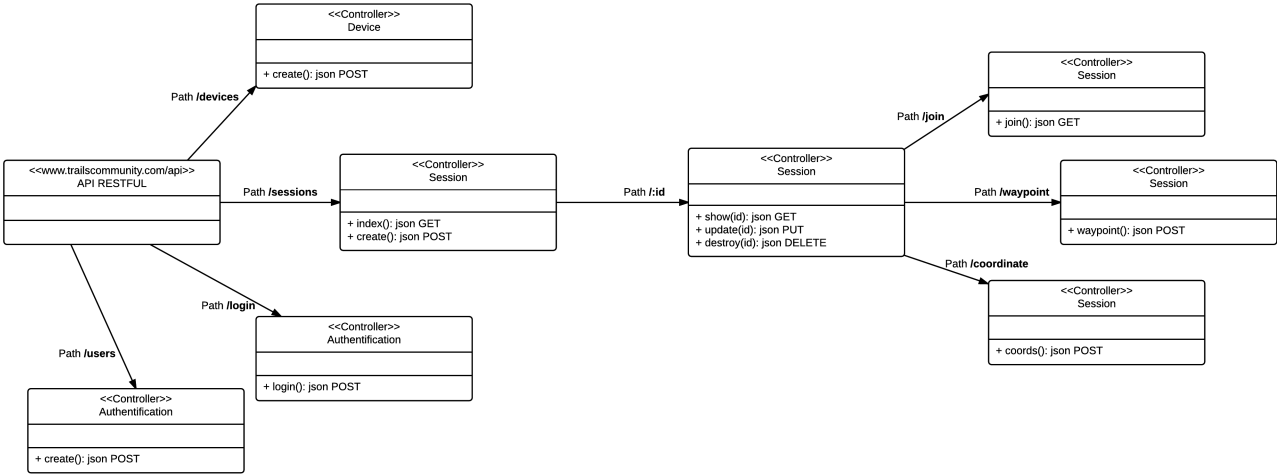 <<Controller>>
Device
+ create(): json POST
Path /devices
<<www.trailscommunity.com/api>>
API RESTFUL
Path /sessions
<<Controller>>
Session
+ index(): json GET
+ create(): json POST
Path /:id
<<Controller>>
Session
+ show(id): json GET
+ update(id): json PUT
+ destroy(id): json DELETE
Path /join
<<Controller>>
Session
+ join(): json GET
Path /waypoint
<<Controller>>
Session
+ waypoint(): json POST
Path /coordinate
<<Controller>>
Session
+ coords(): json POST
Path /login
<<Controller>>
Authentification
+ login(): json POST
Path /users
<<Controller>>
Authentification
+ create(): json POST